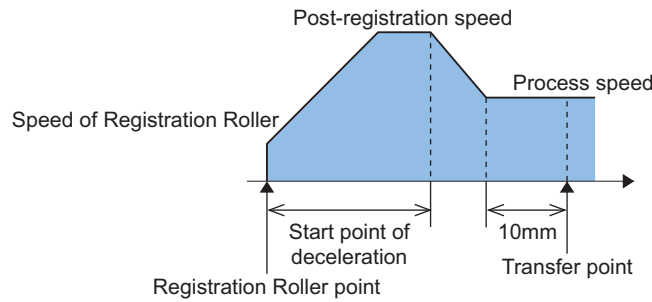 Post-registration speed
Process speed
Speed of Registration Roller
Start point of
deceleration
10mm
Transfer point
Registration Roller point